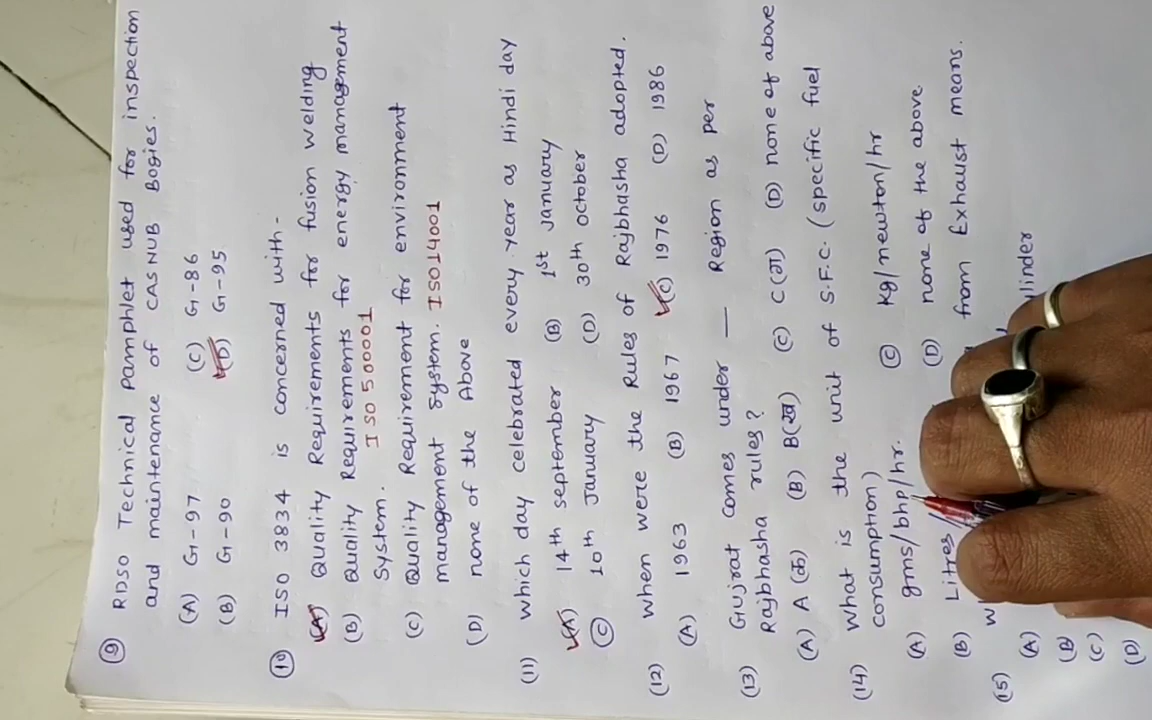 ⑨ RDSO Technical pamphlet used for inspection
and maintenance of CASNUB Bogies.
(A) G-97 (C) G-86
(B) G-90 (D) G-95
⑩ ISO 3834 is concerned with-
(A) Quality Requirements for fusion welding
(B) Quality Requirements for energy management
System. ISO 500001
(C) Quality Requirement for environment
management System. ISO14001
(D) none of the Above
(11) Which day celebrated every year as Hindi day
(A) 14th september (B) 1st January
Ⓒ 10th January (D) 30th October
(12) When were the Rules of Rajbhasha adopted.
(A) 1963 (B) 1967 (C) 1976 (D) 1986
(13) Gujrat comes under — Region as per
Rajbhasha rules?
(A) A (क) (B) B(ख) (C) C (ग) (D) none of above
(14) What is the unit of S.F.C. (specific fuel
consumption)
(A) gms/bhp/hr. Ⓒ kg/newton/hr
(B) Litres/ (D) none of the above
(15) from Exhaust means.
(A)
(B
(C)
(D)